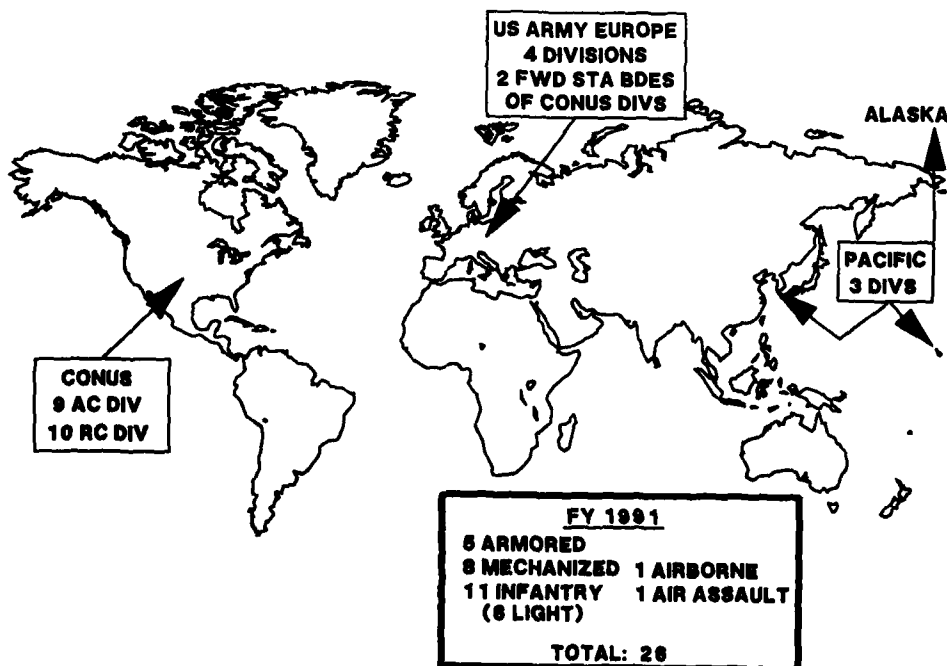 US ARMY EUROPE
4 DIVISIONS
2 FWD STA BDES
OF CONUS DIVS
ALASKA
PACIFIC
3 DIVS
CONUS
9 AC DIV
10 RC DIV
FY 1991
5 ARMORED
8 MECHANIZED 1 AIRBORNE
11 INFANTRY 1 AIR ASSAULT
(6 LIGHT)
TOTAL: 26